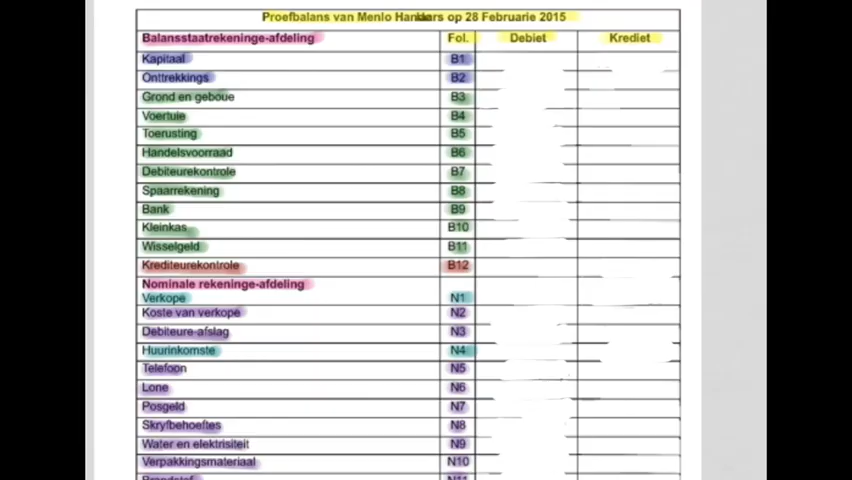 Proefbalans van Menlo Handelaars op 28 Februarie 2015
Balansstaatrekeninge-afdeling Fol. Debiet Krediet
Kapitaal B1
Onttrekkings B2
Grond en geboue B3
Voertuie B4
Toerusting B5
Handelsvoorraad B6
Debiteurekontrole B7
Spaarrekening B8
Bank B9
Kleinkas B10
Wisselgeld B11
Krediteurekontrole B12
Nominale rekeninge-afdeling
Verkope N1
Koste van verkope N2
Debiteure-afslag N3
Huurinkomste N4
Telefoon N5
Lone N6
Posgeld N7
Skryfbehoeftes N8
Water en elektrisiteit N9
Verpakkingsmateriaal N10
Brandstof N11